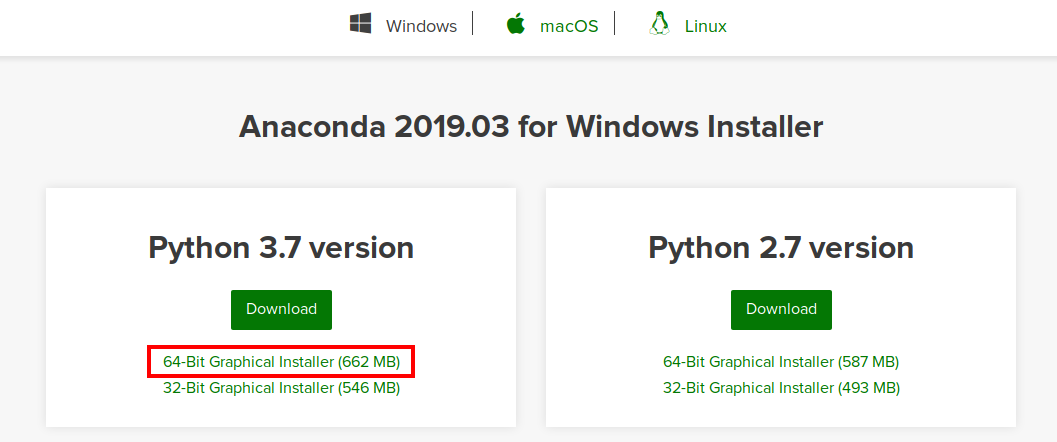 Windows macOS Linux
Anaconda 2019.03 for Windows Installer
Python 3.7 version
Download
64-Bit Graphical Installer (662 MB)
32-Bit Graphical Installer (546 MB)
Python 2.7 version
Download
64-Bit Graphical Installer (587 MB)
32-Bit Graphical Installer (493 MB)